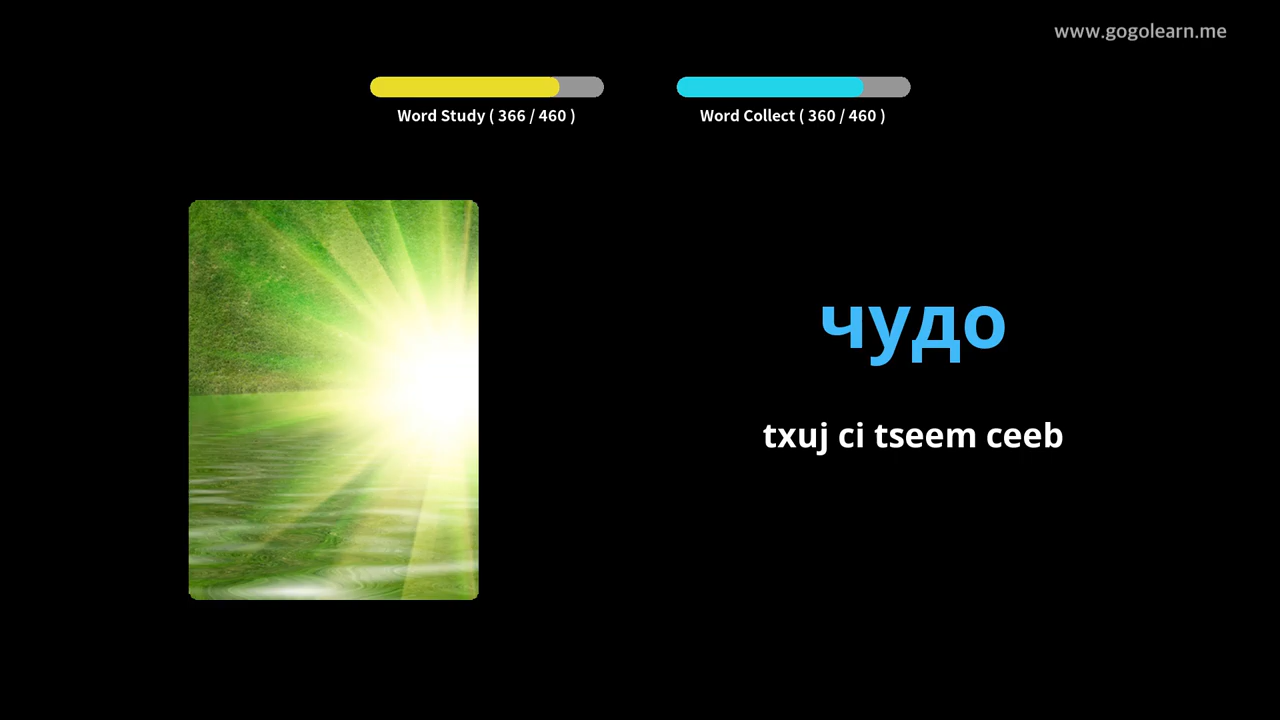 www.gogolearn.me
Word Study ( 366 / 460 )
Word Collect ( 360 / 460 )
чудо
txuj ci tseem ceeb